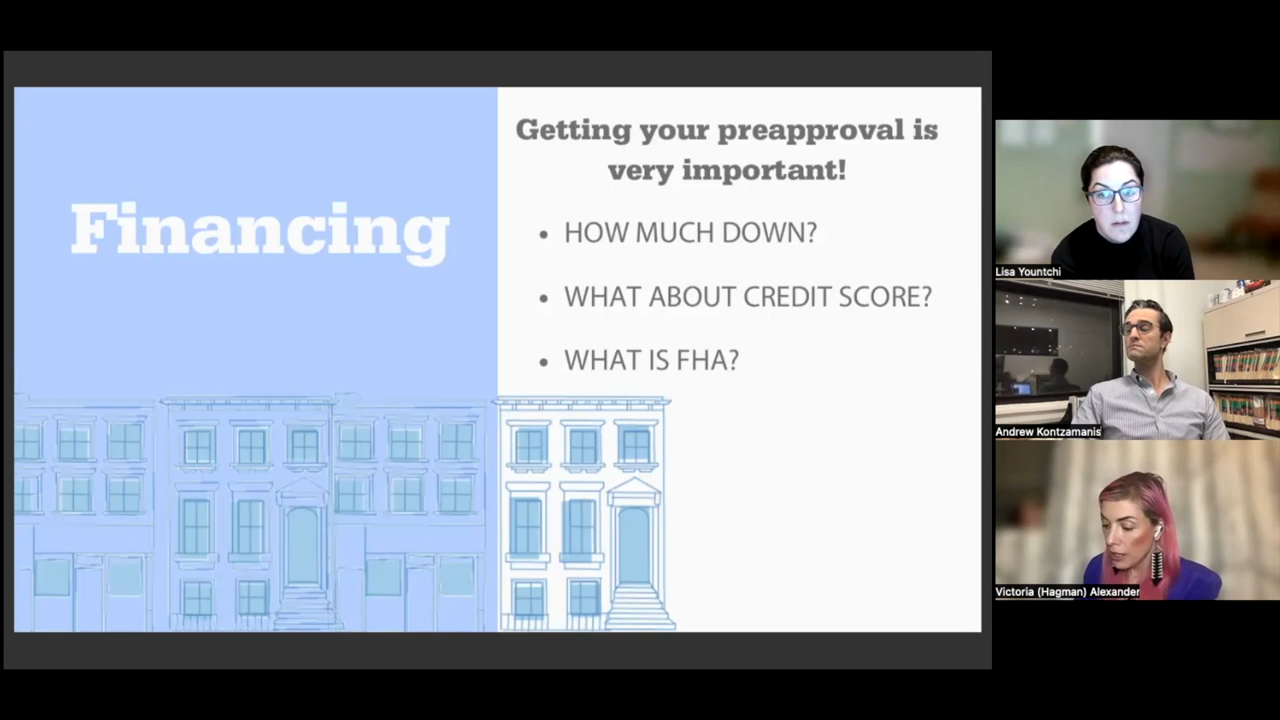 Financing
Getting your preapproval is
very important!
• HOW MUCH DOWN?
• WHAT ABOUT CREDIT SCORE?
• WHAT IS FHA?
Lisa Yountchi
Andrew Kontzamanis
Victoria (Hagman) Alexander